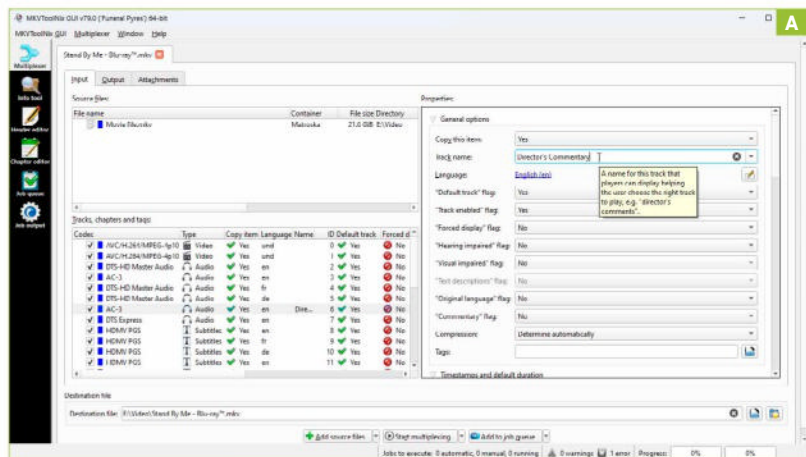 MKVToolNix GUI v79.0 ('Funeral Pyres') 64-bit
A
MKVToolNix GUI Multiplexer Window Help
Multiplexer
Info tool
Header editor
Chapter editor
Job queue
Job output
Stand By Me - Blu-ray™.mkv
Input Output Attachments
Source files:
File name Container File size Directory
Movie file.mkv Matroska 21.6 GiB E:\Video
Tracks, chapters and tags:
Codec Type Copy item Language Name ID Default track Forced d
AVC/H.264/MPEG-4p10 Video Yes und 0 Yes No
AVC/H.264/MPEG-4p10 Video Yes und 1 Yes No
DTS-HD Master Audio Audio Yes en 2 Yes No
AC-3 Audio Yes en 3 Yes No
DTS-HD Master Audio Audio Yes fr 4 Yes No
DTS-HD Master Audio Audio Yes de 5 Yes No
AC-3 Audio Yes en Dire... 6 Yes No
DTS Express Audio Yes en 7 Yes No
HDMV PGS Subtitles Yes en 8 Yes No
HDMV PGS Subtitles Yes fr 9 Yes No
HDMV PGS Subtitles Yes de 10 Yes No
HDMV PGS Subtitles Yes en 11 Yes No
Properties:
General options
Copy this item: Yes
Track name: Director's Commentary
Language: English (en)
A name for this track that
players can display helping
the user choose the right track
to play, e.g. "director's
comments".
"Default track" flag: Yes
"Track enabled" flag: Yes
"Forced display" flag: No
"Hearing impaired" flag: No
"Visual impaired" flag: No
"Text descriptions" flag: No
"Original language" flag: No
"Commentary" flag: No
Compression: Determine automatically
Tags:
Timestamps and default duration
Destination file
Destination file: E:\Video\Stand By Me - Blu-ray™.mkv
Add source files Start multiplexing Add to job queue
Jobs to execute: 0 automatic, 0 manual, 0 running 0 warnings 1 error Progress: 0% 0%